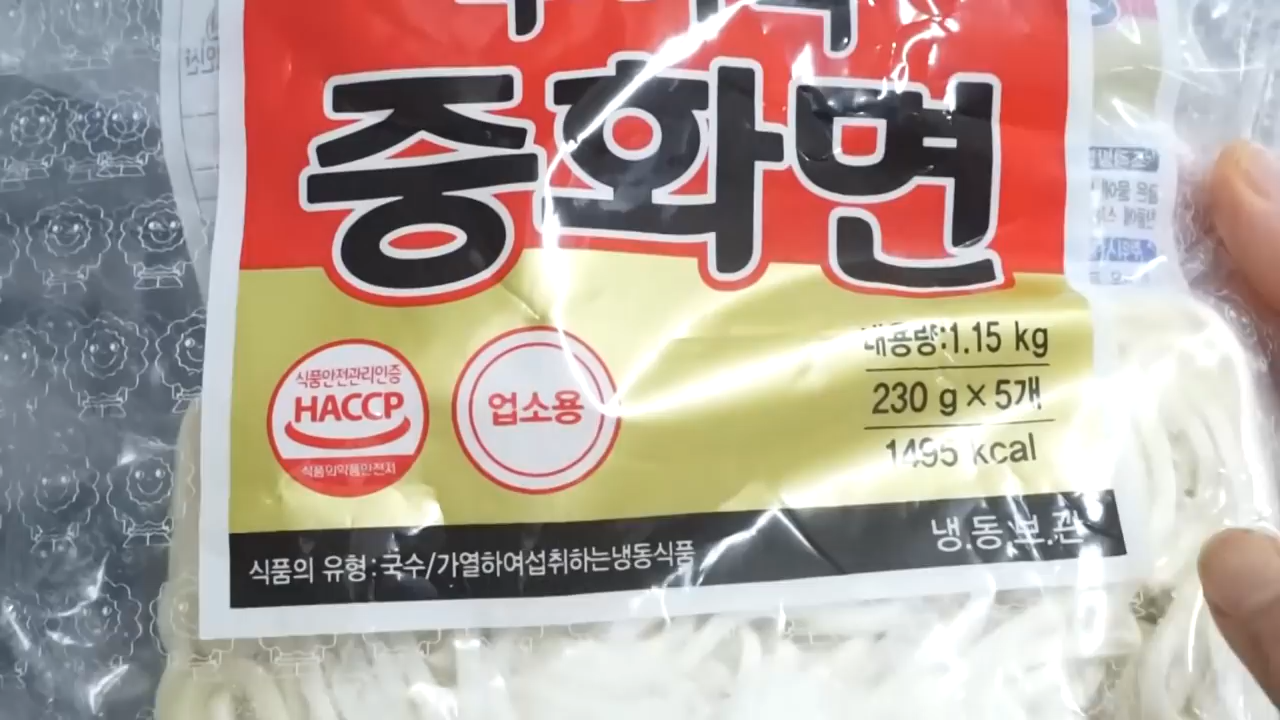 중화면
식품안전관리인증
HACCP
식품의약품안전처
업소용
내용량:1.15 kg
230 g × 5개
1495 kcal
냉.동.보.관
식품의 유형:국수/가열하여섭취하는냉동식품